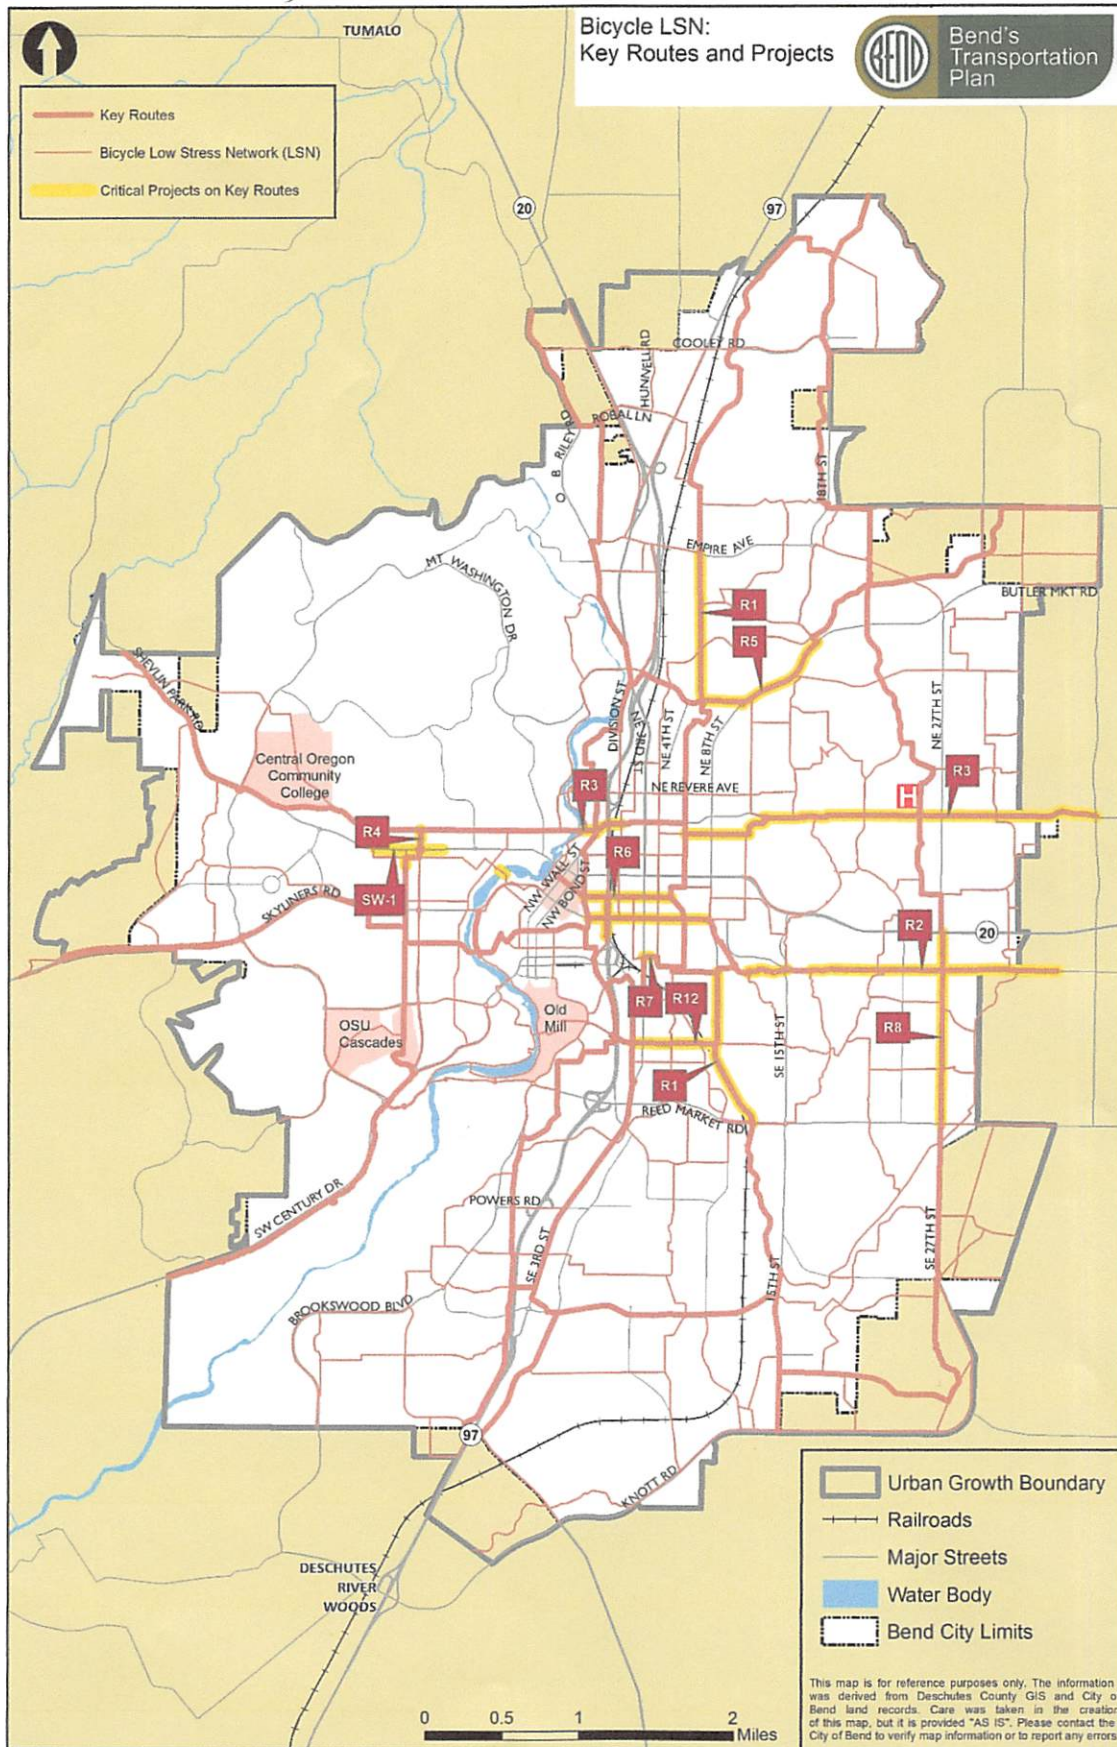 TUMALO
Bicycle LSN:
Key Routes and Projects
BEND
Bend's
Transportation
Plan
Key Routes
Bicycle Low Stress Network (LSN)
Critical Projects on Key Routes
20
97
COOLEY RD
HUNNELL RD
ROBAL LN
O B RILEY RD
18TH ST
EMPIRE AVE
MT WASHINGTON DR
BUTLER MKT RD
R1
R5
SHEVLIN PARK RD
DIVISION ST
NE 3RD ST
NE 4TH ST
NE 8TH ST
NE 27TH ST
Central Oregon
Community
College
R3
NE REVERE AVE
R3
H
R4
R6
NW WALL ST
NW BOND ST
SW-1
SKYLINERS RD
R2
20
R7
R12
Old
Mill
OSU
Cascades
R8
SE 15TH ST
R1
REED MARKET RD
SW CENTURY DR
POWERS RD
SE 3RD ST
SE 27TH ST
15TH ST
BROOKSWOOD BLVD
97
KNOTT RD
DESCHUTES
RIVER
WOODS
Urban Growth Boundary
Railroads
Major Streets
Water Body
Bend City Limits
0 0.5 1 2
Miles
This map is for reference purposes only. The information
was derived from Deschutes County GIS and City o
Bend land records. Care was taken in the creation
of this map, but it is provided "AS IS". Please contact the
City of Bend to verify map information or to report any errors